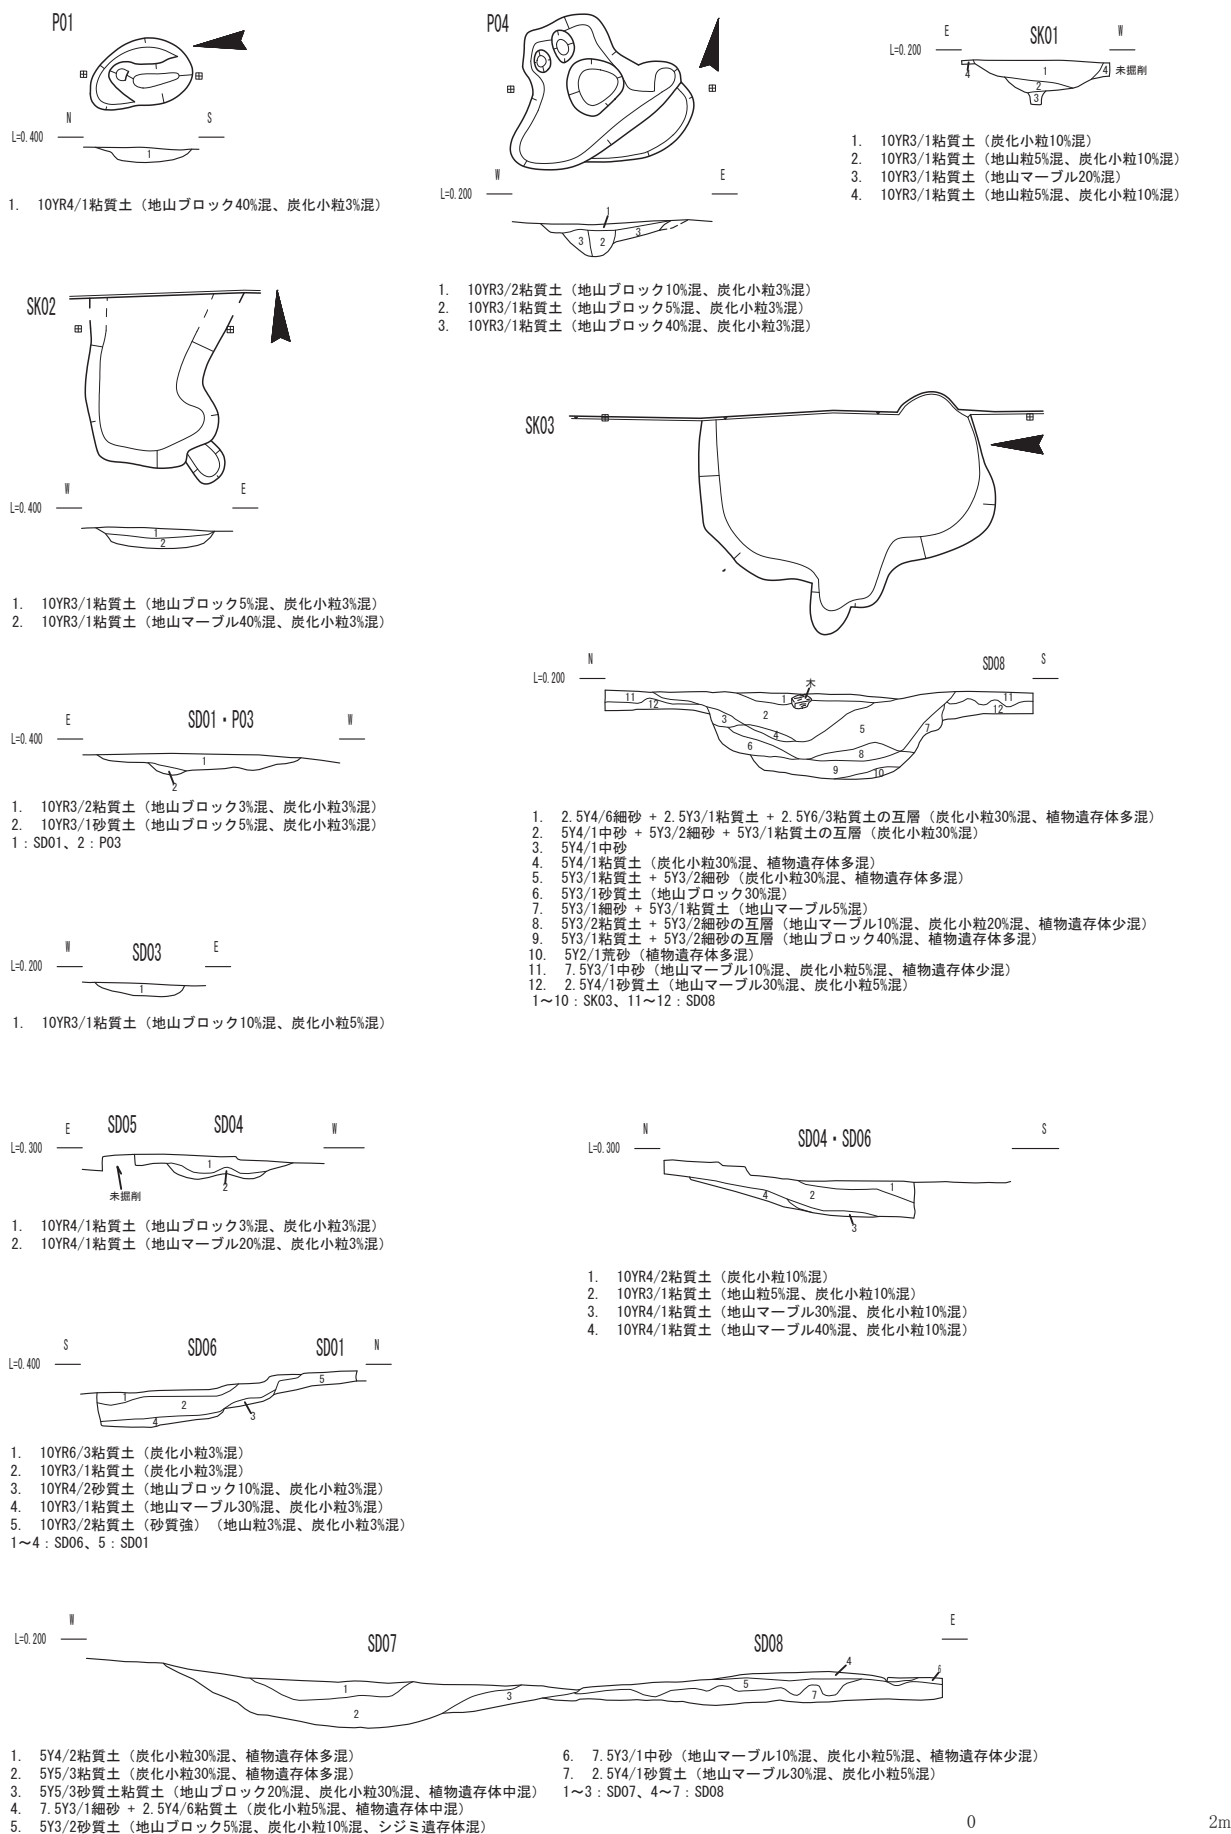 P01
N
S
L=0.400
1
1. 10YR4/1粘質土（地山ブロック40%混、炭化小粒3%混）
P04
W
E
L=0.200
1
3
2
3
1. 10YR3/2粘質土（地山ブロック10%混、炭化小粒3%混）
2. 10YR3/1粘質土（地山ブロック5%混、炭化小粒3%混）
3. 10YR3/1粘質土（地山ブロック40%混、炭化小粒3%混）
E
SK01
W
L=0.200
4
1
4
未掘削
2
3
1. 10YR3/1粘質土（炭化小粒10%混）
2. 10YR3/1粘質土（地山粒5%混、炭化小粒10%混）
3. 10YR3/1粘質土（地山マーブル20%混）
4. 10YR3/1粘質土（地山粒5%混、炭化小粒10%混）
SK02
W
E
L=0.400
1
2
1. 10YR3/1粘質土（地山ブロック5%混、炭化小粒3%混）
2. 10YR3/1粘質土（地山マーブル40%混、炭化小粒3%混）
SK03
N
SD08
S
L=0.200
木
11
12
1
2
3
4
5
6
7
8
9
10
11
12
1. 2.5Y4/6細砂 + 2.5Y3/1粘質土 + 2.5Y6/3粘質土の互層（炭化小粒30%混、植物遺存体多混）
2. 5Y4/1中砂 + 5Y3/2細砂 + 5Y3/1粘質土の互層（炭化小粒30%混）
3. 5Y4/1中砂
4. 5Y4/1粘質土（炭化小粒30%混、植物遺存体多混）
5. 5Y3/1粘質土 + 5Y3/2細砂（炭化小粒30%混、植物遺存体多混）
6. 5Y3/1砂質土（地山ブロック30%混）
7. 5Y3/1細砂 + 5Y3/1粘質土（地山マーブル5%混）
8. 5Y3/2粘質土 + 5Y3/2細砂の互層（地山マーブル10%混、炭化小粒20%混、植物遺存体少混）
9. 5Y3/1粘質土 + 5Y3/2細砂の互層（地山ブロック40%混、植物遺存体多混）
10. 5Y2/1荒砂（植物遺存体多混）
11. 7.5Y3/1中砂（地山マーブル10%混、炭化小粒5%混、植物遺存体少混）
12. 2.5Y4/1砂質土（地山マーブル30%混、炭化小粒5%混）
1～10：SK03、11～12：SD08
E
SD01・P03
W
L=0.400
1
2
1. 10YR3/2粘質土（地山ブロック3%混、炭化小粒3%混）
2. 10YR3/1砂質土（地山ブロック5%混、炭化小粒3%混）
1：SD01、2：P03
W
SD03
E
L=0.200
1
1. 10YR3/1粘質土（地山ブロック10%混、炭化小粒5%混）
E
SD05
SD04
W
L=0.300
1
2
未掘削
1. 10YR4/1粘質土（地山ブロック3%混、炭化小粒3%混）
2. 10YR4/1粘質土（地山マーブル20%混、炭化小粒3%混）
N
SD04・SD06
S
L=0.300
1
4
2
3
1. 10YR4/2粘質土（炭化小粒10%混）
2. 10YR3/1粘質土（地山粒5%混、炭化小粒10%混）
3. 10YR4/1粘質土（地山マーブル30%混、炭化小粒10%混）
4. 10YR4/1粘質土（地山マーブル40%混、炭化小粒10%混）
S
SD06
SD01
N
L=0.400
5
1
2
4
3
1. 10YR6/3粘質土（炭化小粒3%混）
2. 10YR3/1粘質土（炭化小粒3%混）
3. 10YR4/2砂質土（地山ブロック10%混、炭化小粒3%混）
4. 10YR3/1粘質土（地山マーブル30%混、炭化小粒3%混）
5. 10YR3/2粘質土（砂質強）（地山粒3%混、炭化小粒3%混）
1～4：SD06、5：SD01
W
E
L=0.200
SD07
SD08
4
6
1
5
3
7
2
1. 5Y4/2粘質土（炭化小粒30%混、植物遺存体多混）
2. 5Y5/3粘質土（炭化小粒30%混、植物遺存体多混）
3. 5Y5/3砂質土粘質土（地山ブロック20%混、炭化小粒30%混、植物遺存体中混）
4. 7.5Y3/1細砂 + 2.5Y4/6粘質土（炭化小粒5%混、植物遺存体中混）
5. 5Y3/2砂質土（地山ブロック5%混、炭化小粒10%混、シジミ遺存体混）
6. 7.5Y3/1中砂（地山マーブル10%混、炭化小粒5%混、植物遺存体少混）
7. 2.5Y4/1砂質土（地山マーブル30%混、炭化小粒5%混）
1～3：SD07、4～7：SD08
0
2m